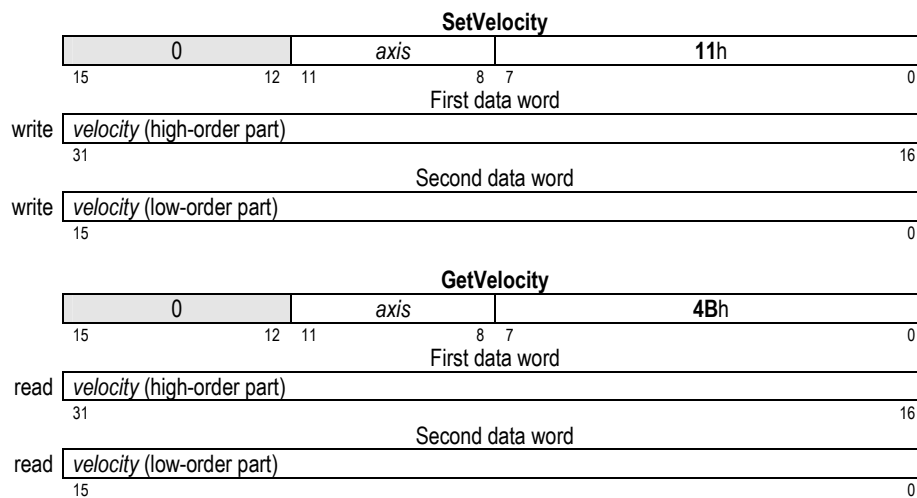 SetVelocity
0 axis 11h
15 12 11 8 7 0
First data word
write velocity (high-order part)
31 16
Second data word
write velocity (low-order part)
15 0
GetVelocity
0 axis 4Bh
15 12 11 8 7 0
First data word
read velocity (high-order part)
31 16
Second data word
read velocity (low-order part)
15 0